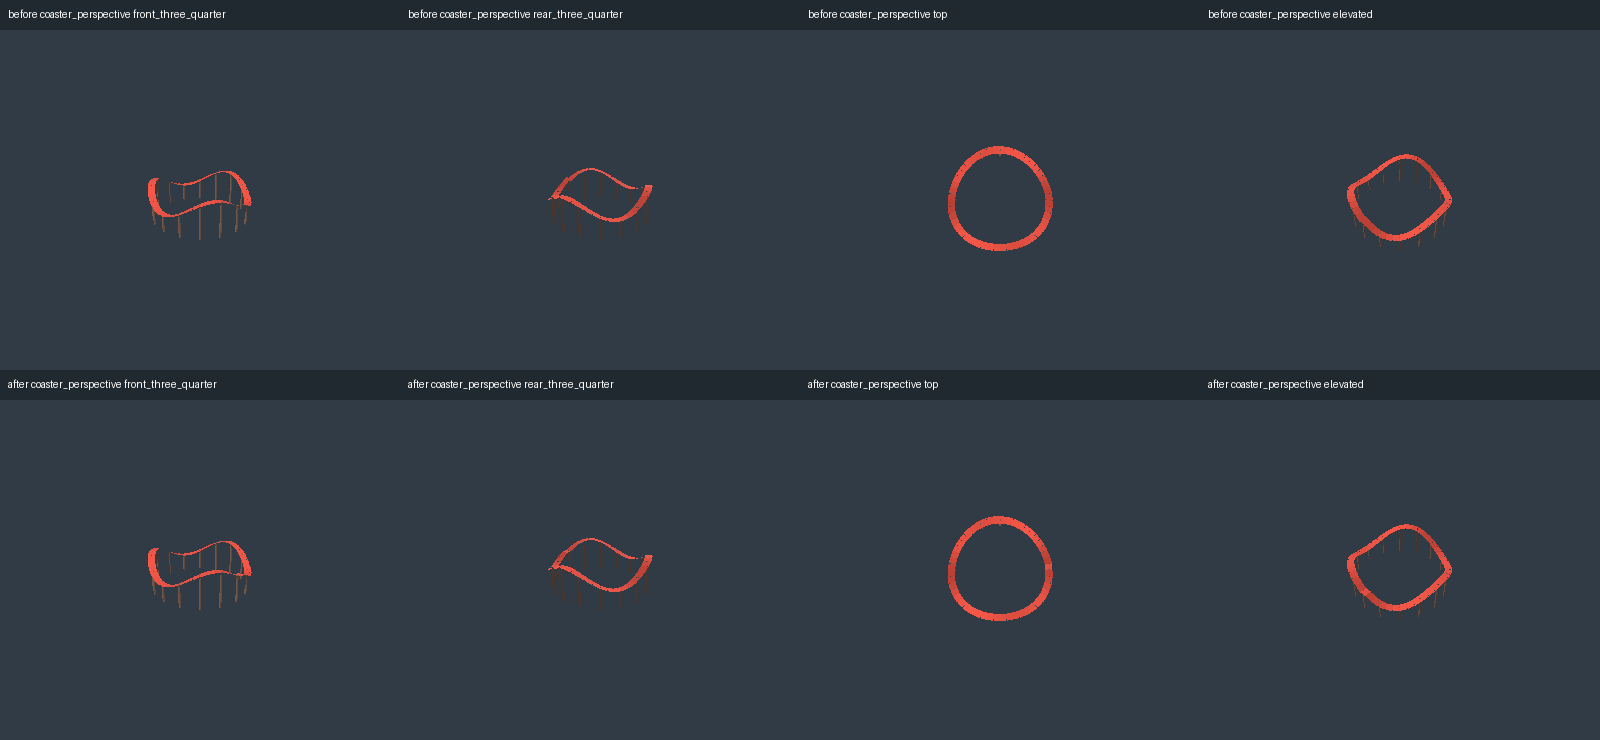 before coaster_perspective front_three_quarter
before coaster_perspective rear_three_quarter
before coaster_perspective top
before coaster_perspective elevated
after coaster_perspective front_three_quarter
after coaster_perspective rear_three_quarter
after coaster_perspective top
after coaster_perspective elevated